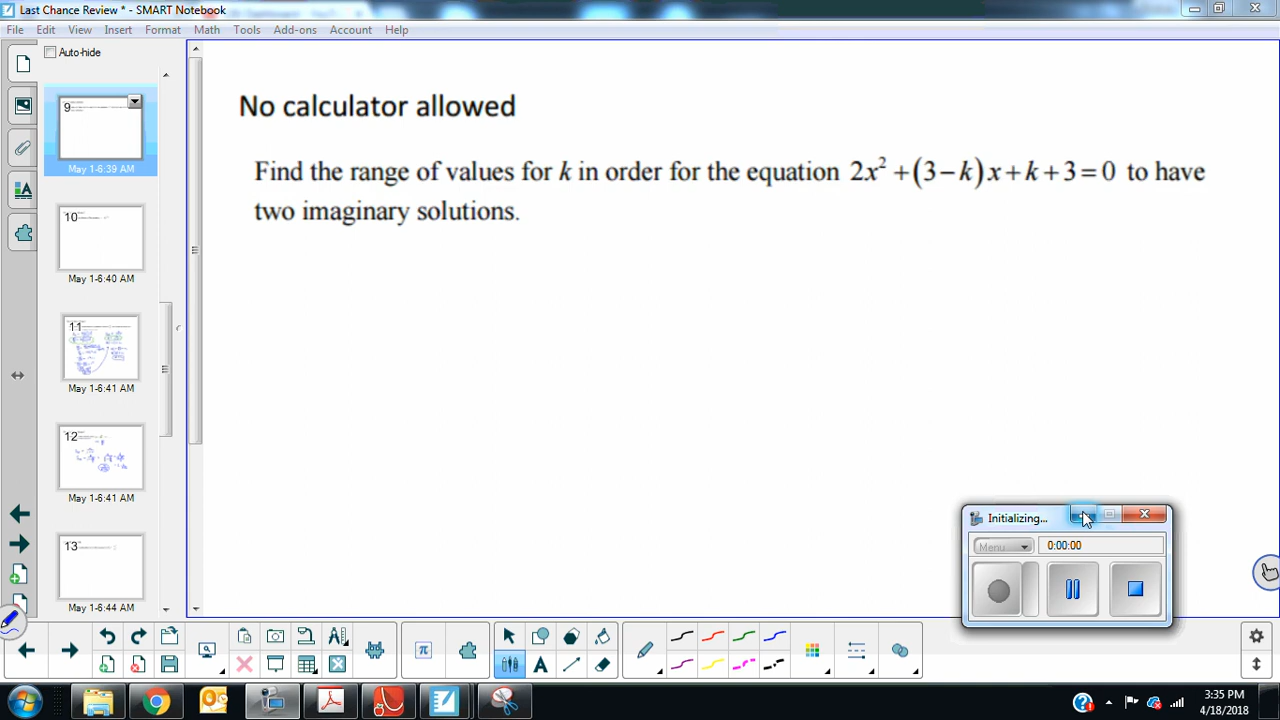 Last Chance Review * - SMART Notebook
File Edit View Insert Format Math Tools Add-ons Account Help
Auto-hide
9
May 1-6:39 AM
10
May 1-6:40 AM
11
May 1-6:41 AM
12
May 1-6:41 AM
13
May 1-6:44 AM
No calculator allowed
Find the range of values for k in order for the equation 2x² + (3 − k)x + k + 3 = 0 to have
two imaginary solutions.
Initializing...
Menu 0:00:00
3:35 PM
4/18/2018